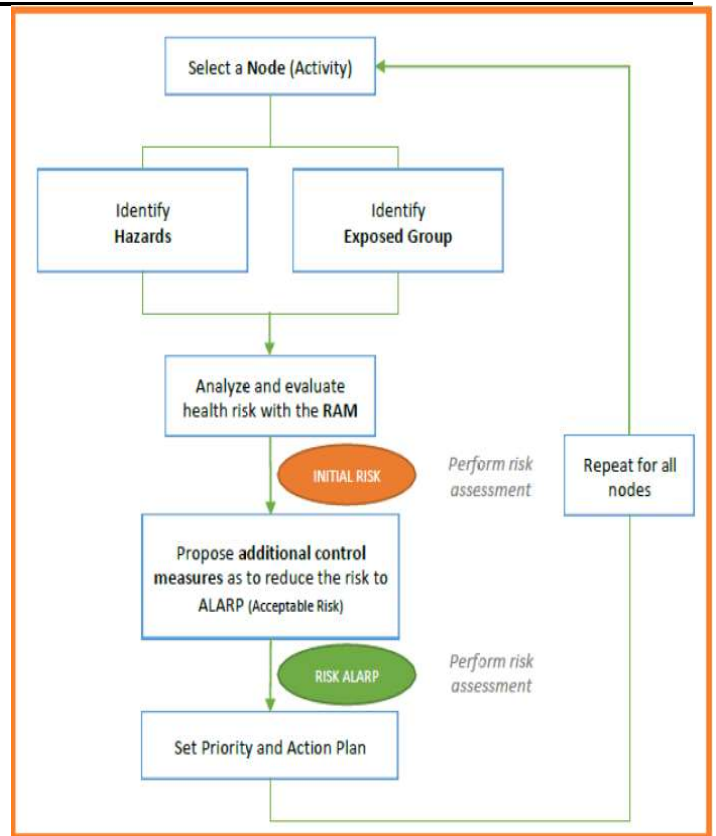 Select a Node (Activity)
Identify
Hazards
Identify
Exposed Group
Analyze and evaluate
health risk with the RAM
INITIAL RISK
Perform risk
assessment
Repeat for all
nodes
Propose additional control
measures as to reduce the risk to
ALARP (Acceptable Risk)
RISK ALARP
Perform risk
assessment
Set Priority and Action Plan